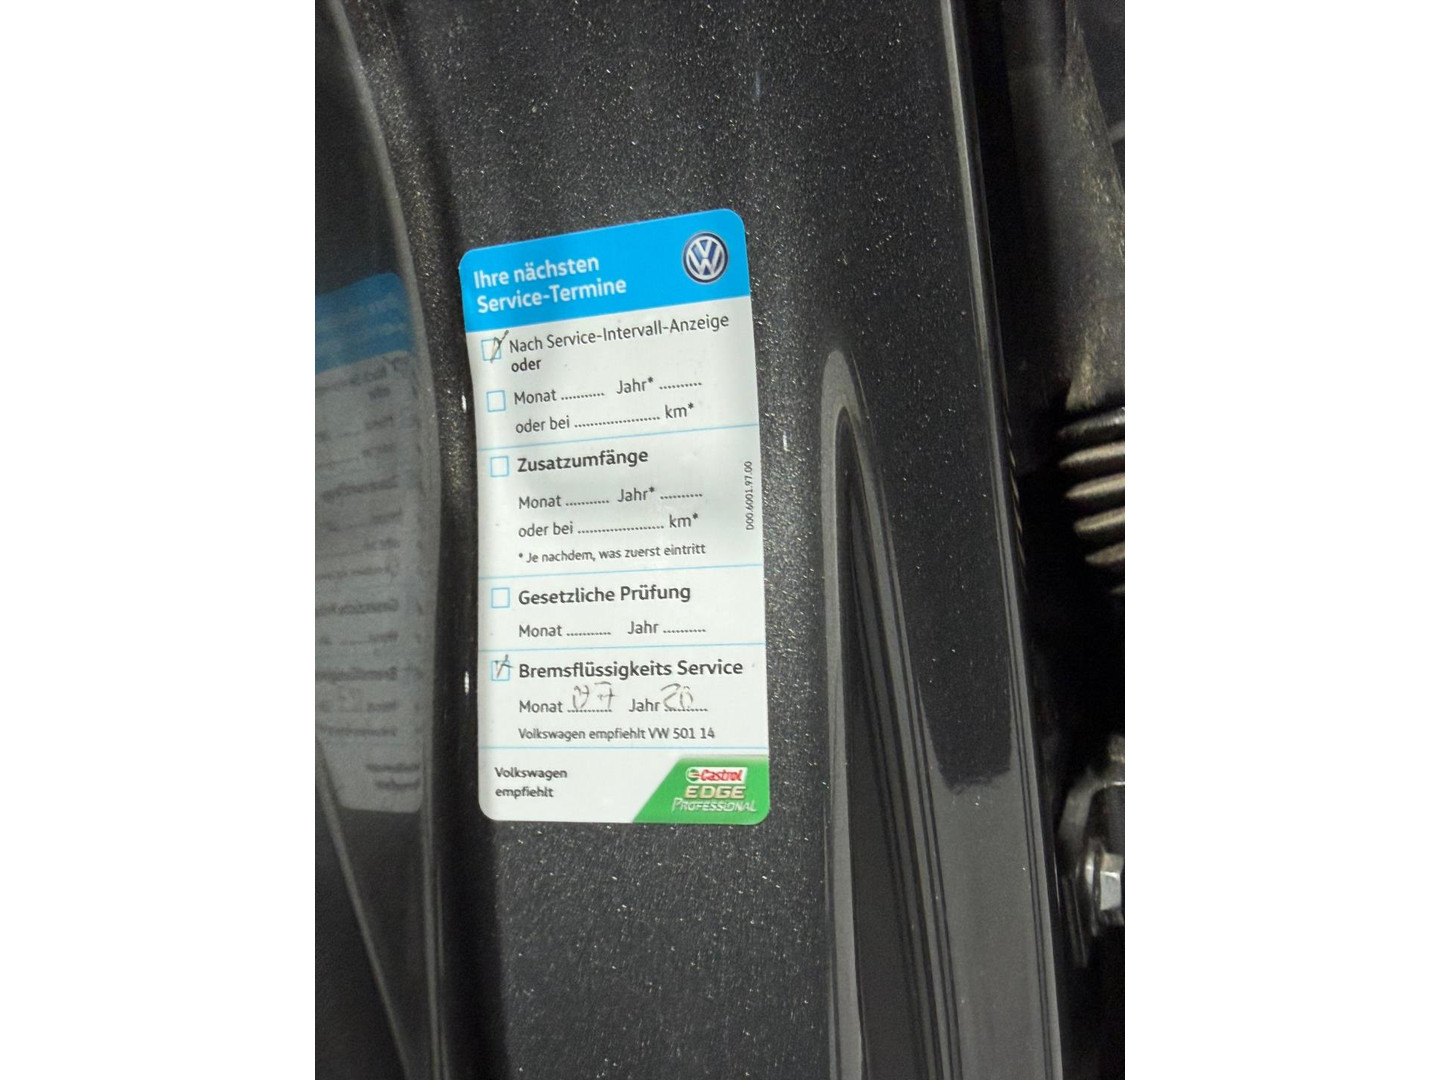 Ihre nächsten
Service-Termine
Nach Service-Intervall-Anzeige
oder
Monat .......... Jahr* ..........
oder bei .................... km*
Zusatzumfänge
Monat .......... Jahr* ..........
oder bei .................... km*
* Je nachdem, was zuerst eintritt
Gesetzliche Prüfung
Monat .......... Jahr ..........
Bremsflüssigkeits Service
Monat 07 Jahr 20
Volkswagen empfiehlt VW 501 14
Volkswagen
empfiehlt
Castrol
EDGE
PROFESSIONAL
D00.6001.97.00